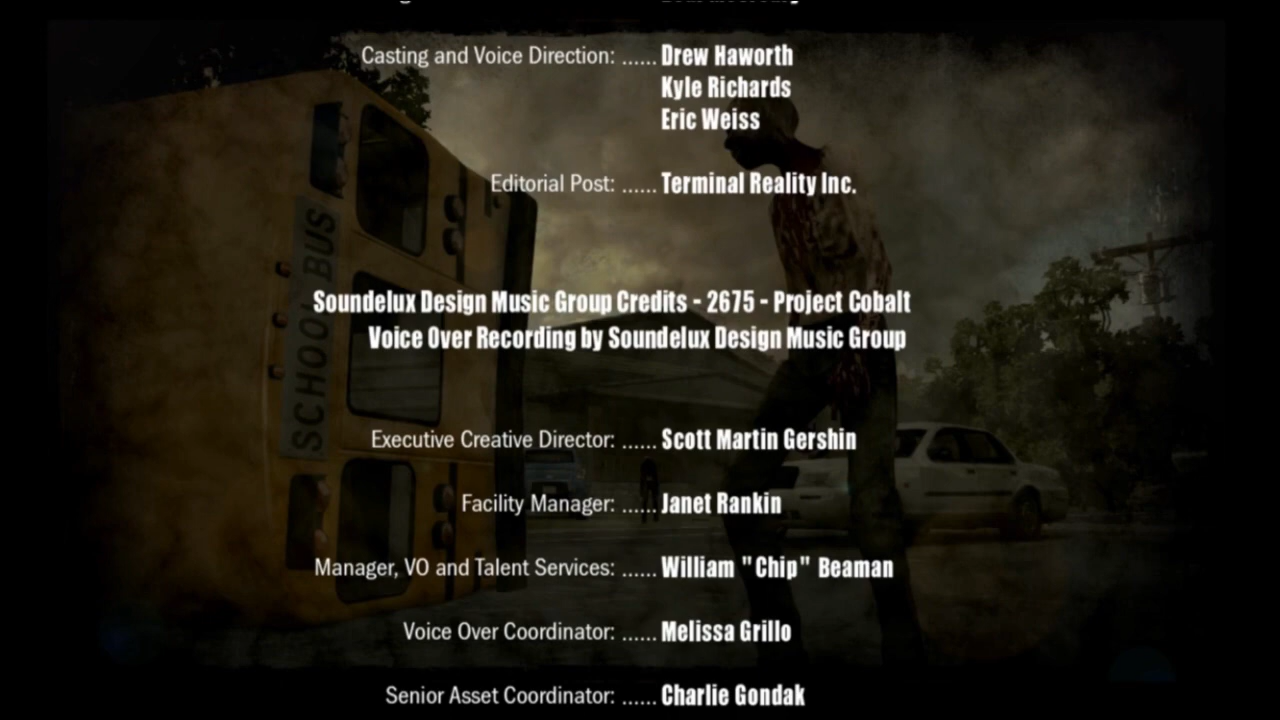 Casting and Voice Direction: ...... Drew Haworth
Kyle Richards
Eric Weiss
Editorial Post: ...... Terminal Reality Inc.
Soundelux Design Music Group Credits - 2675 - Project Cobalt
Voice Over Recording by Soundelux Design Music Group
Executive Creative Director: ...... Scott Martin Gershin
Facility Manager: ...... Janet Rankin
Manager, VO and Talent Services: ...... William "Chip" Beaman
Voice Over Coordinator: ...... Melissa Grillo
Senior Asset Coordinator: ...... Charlie Gondak
SCHOOL BUS